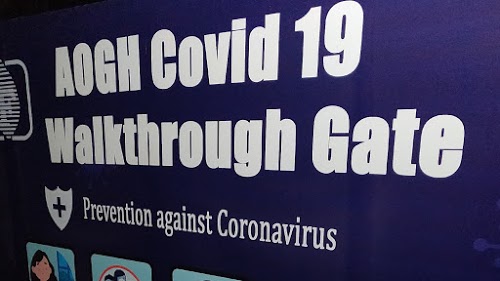 AOGH Covid 19
Walkthrough Gate
Prevention against Coronavirus